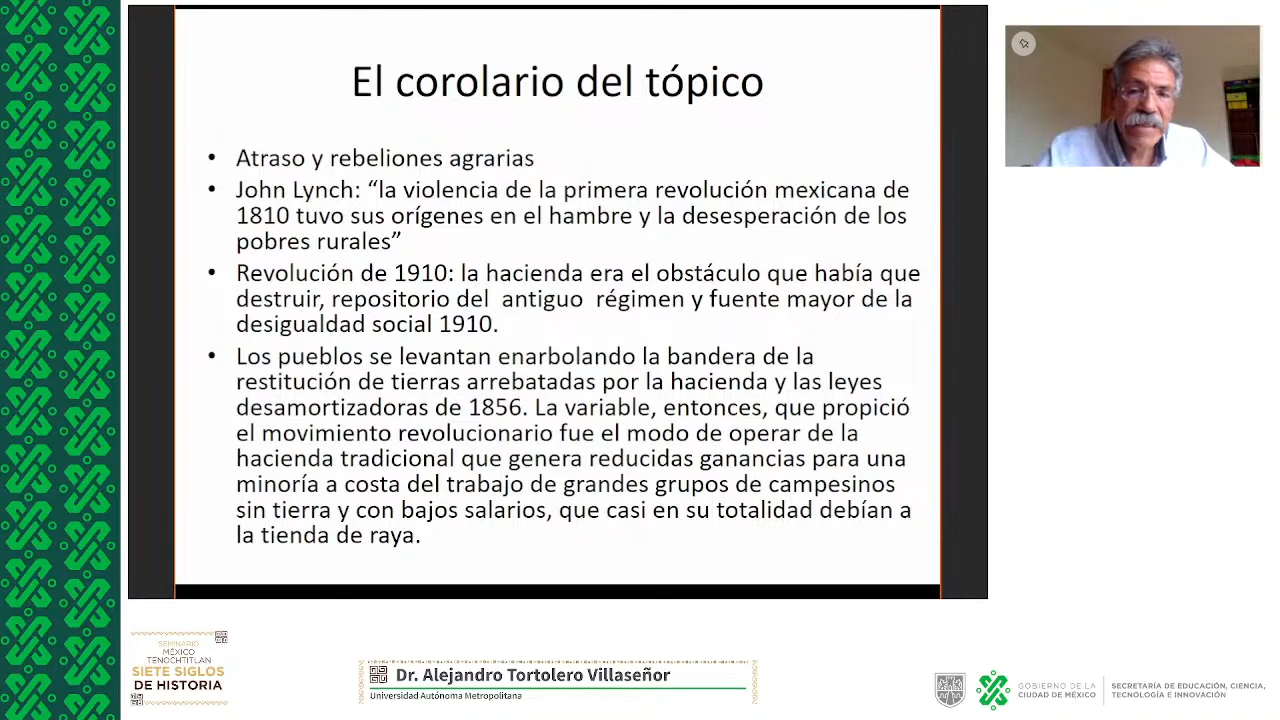 El corolario del tópico
• Atraso y rebeliones agrarias
• John Lynch: “la violencia de la primera revolución mexicana de
1810 tuvo sus orígenes en el hambre y la desesperación de los
pobres rurales”
• Revolución de 1910: la hacienda era el obstáculo que había que
destruir, repositorio del antiguo régimen y fuente mayor de la
desigualdad social 1910.
• Los pueblos se levantan enarbolando la bandera de la
restitución de tierras arrebatadas por la hacienda y las leyes
desamortizadoras de 1856. La variable, entonces, que propició
el movimiento revolucionario fue el modo de operar de la
hacienda tradicional que genera reducidas ganancias para una
minoría a costa del trabajo de grandes grupos de campesinos
sin tierra y con bajos salarios, que casi en su totalidad debían a
la tienda de raya.
SEMINARIO
MÉXICO
TENOCHTITLAN
SIETE SIGLOS
DE HISTORIA
Dr. Alejandro Tortolero Villaseñor
Universidad Autónoma Metropolitana
GOBIERNO DE LA
CIUDAD DE MÉXICO
SECRETARÍA DE EDUCACIÓN, CIENCIA,
TECNOLOGÍA E INNOVACIÓN